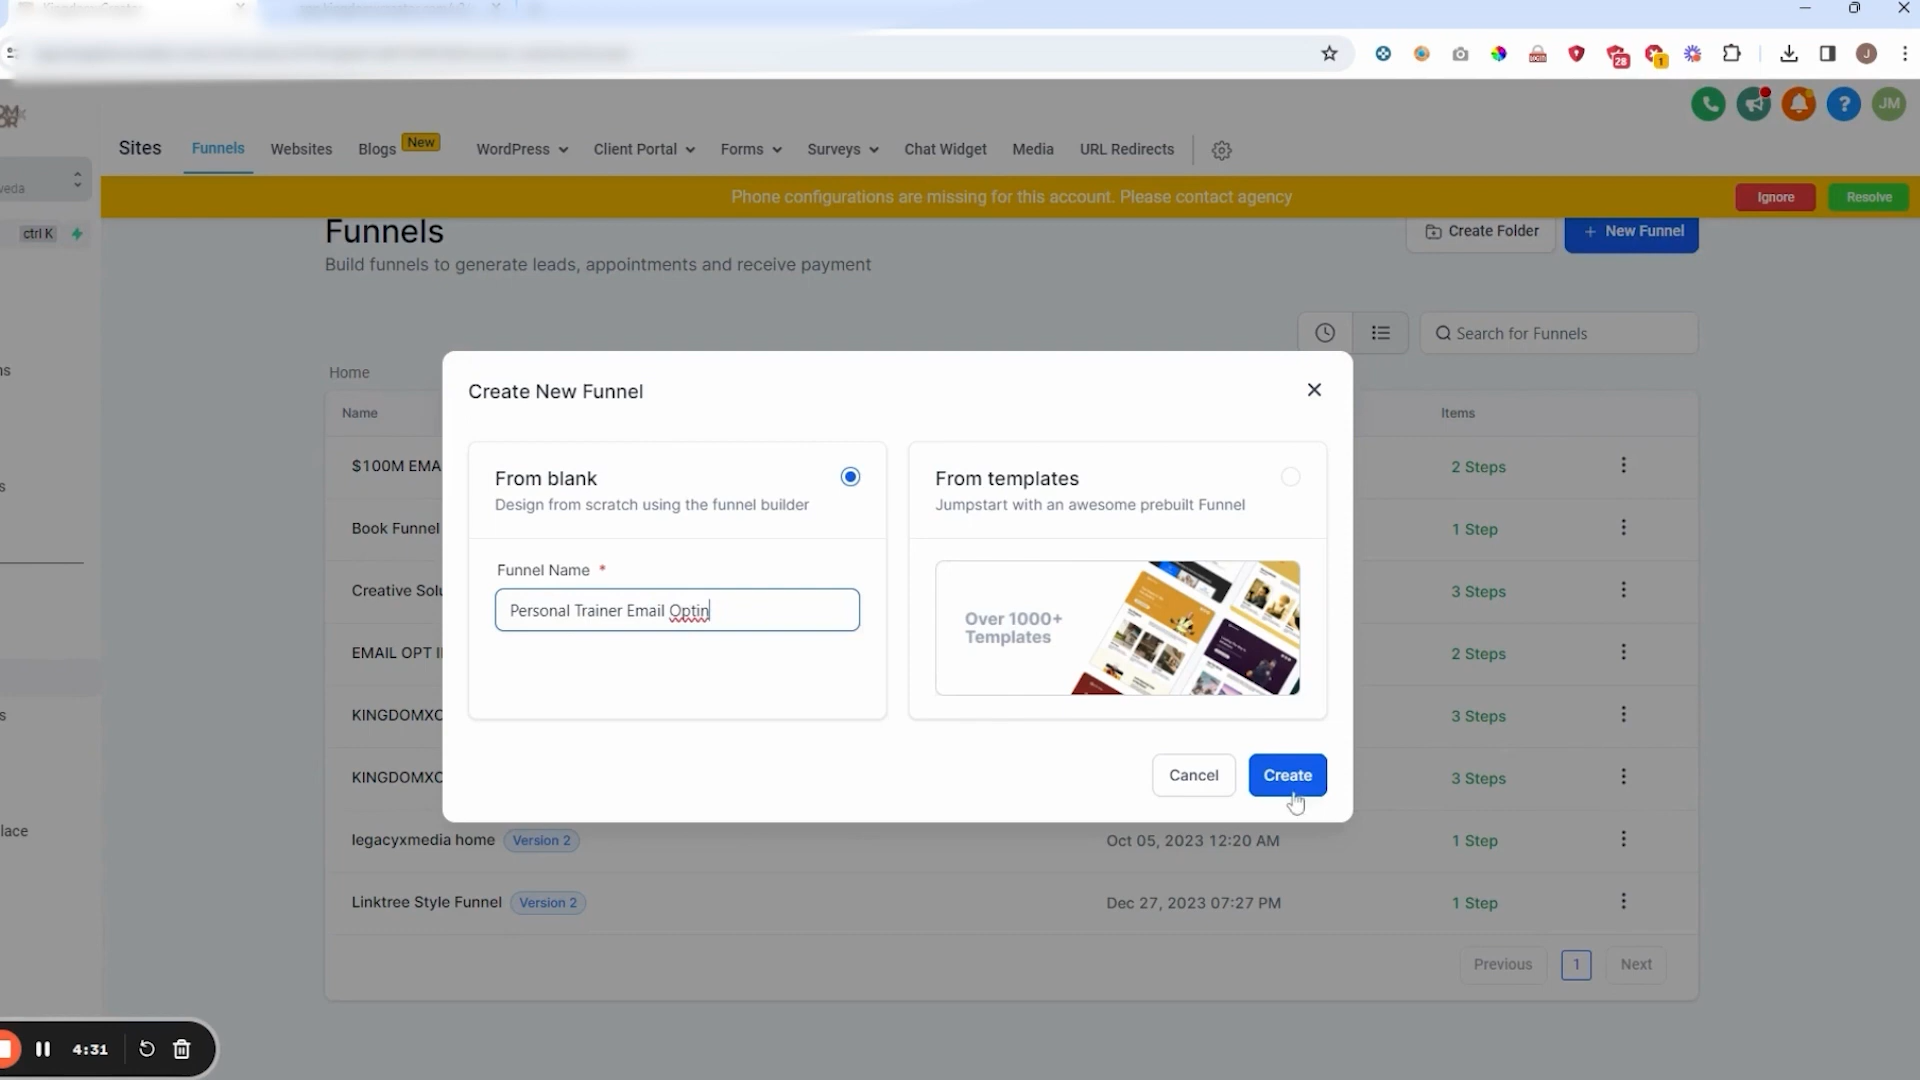 28
1
JM
Sites
Funnels
Websites
Blogs
New
WordPress
Client Portal
Forms
Surveys
Chat Widget
Media
URL Redirects
veda
Phone configurations are missing for this account. Please contact agency
Ignore
Resolve
ctrl K
Funnels
Build funnels to generate leads, appointments and receive payment
Create Folder
+ New Funnel
Search for Funnels
Home
Name
Items
Create New Funnel
From blank
Design from scratch using the funnel builder
Funnel Name *
Personal Trainer Email Optin
From templates
Jumpstart with an awesome prebuilt Funnel
Over 1000+
Templates
Cancel
Create
$100M EMA
2 Steps
Book Funnel
1 Step
Creative Solu
3 Steps
EMAIL OPT I
2 Steps
KINGDOMXC
3 Steps
KINGDOMXC
3 Steps
legacyxmedia home
Version 2
Oct 05, 2023 12:20 AM
1 Step
Linktree Style Funnel
Version 2
Dec 27, 2023 07:27 PM
1 Step
lace
Previous
1
Next
4:31